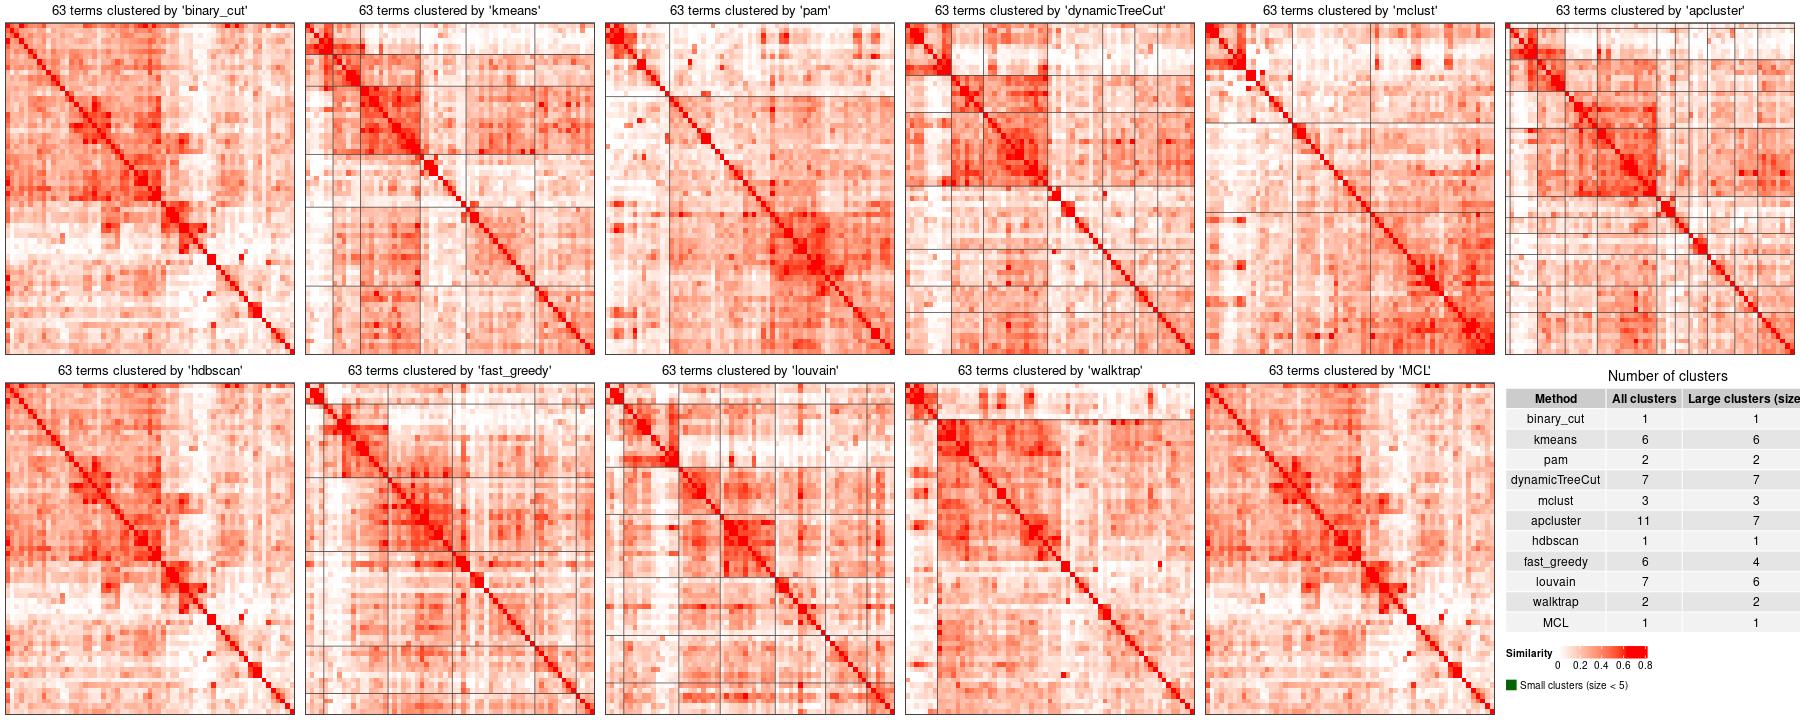 63 terms clustered by 'binary_cut'
63 terms clustered by 'kmeans'
63 terms clustered by 'pam'
63 terms clustered by 'dynamicTreeCut'
63 terms clustered by 'mclust'
63 terms clustered by 'apcluster'
63 terms clustered by 'hdbscan'
63 terms clustered by 'fast_greedy'
63 terms clustered by 'louvain'
63 terms clustered by 'walktrap'
63 terms clustered by 'MCL'
Number of clusters
Method All clusters Large clusters (size
binary_cut 1 1
kmeans 6 6
pam 2 2
dynamicTreeCut 7 7
mclust 3 3
apcluster 11 7
hdbscan 1 1
fast_greedy 6 4
louvain 7 6
walktrap 2 2
MCL 1 1
Similarity
0 0.2 0.4 0.6 0.8
Small clusters (size < 5)